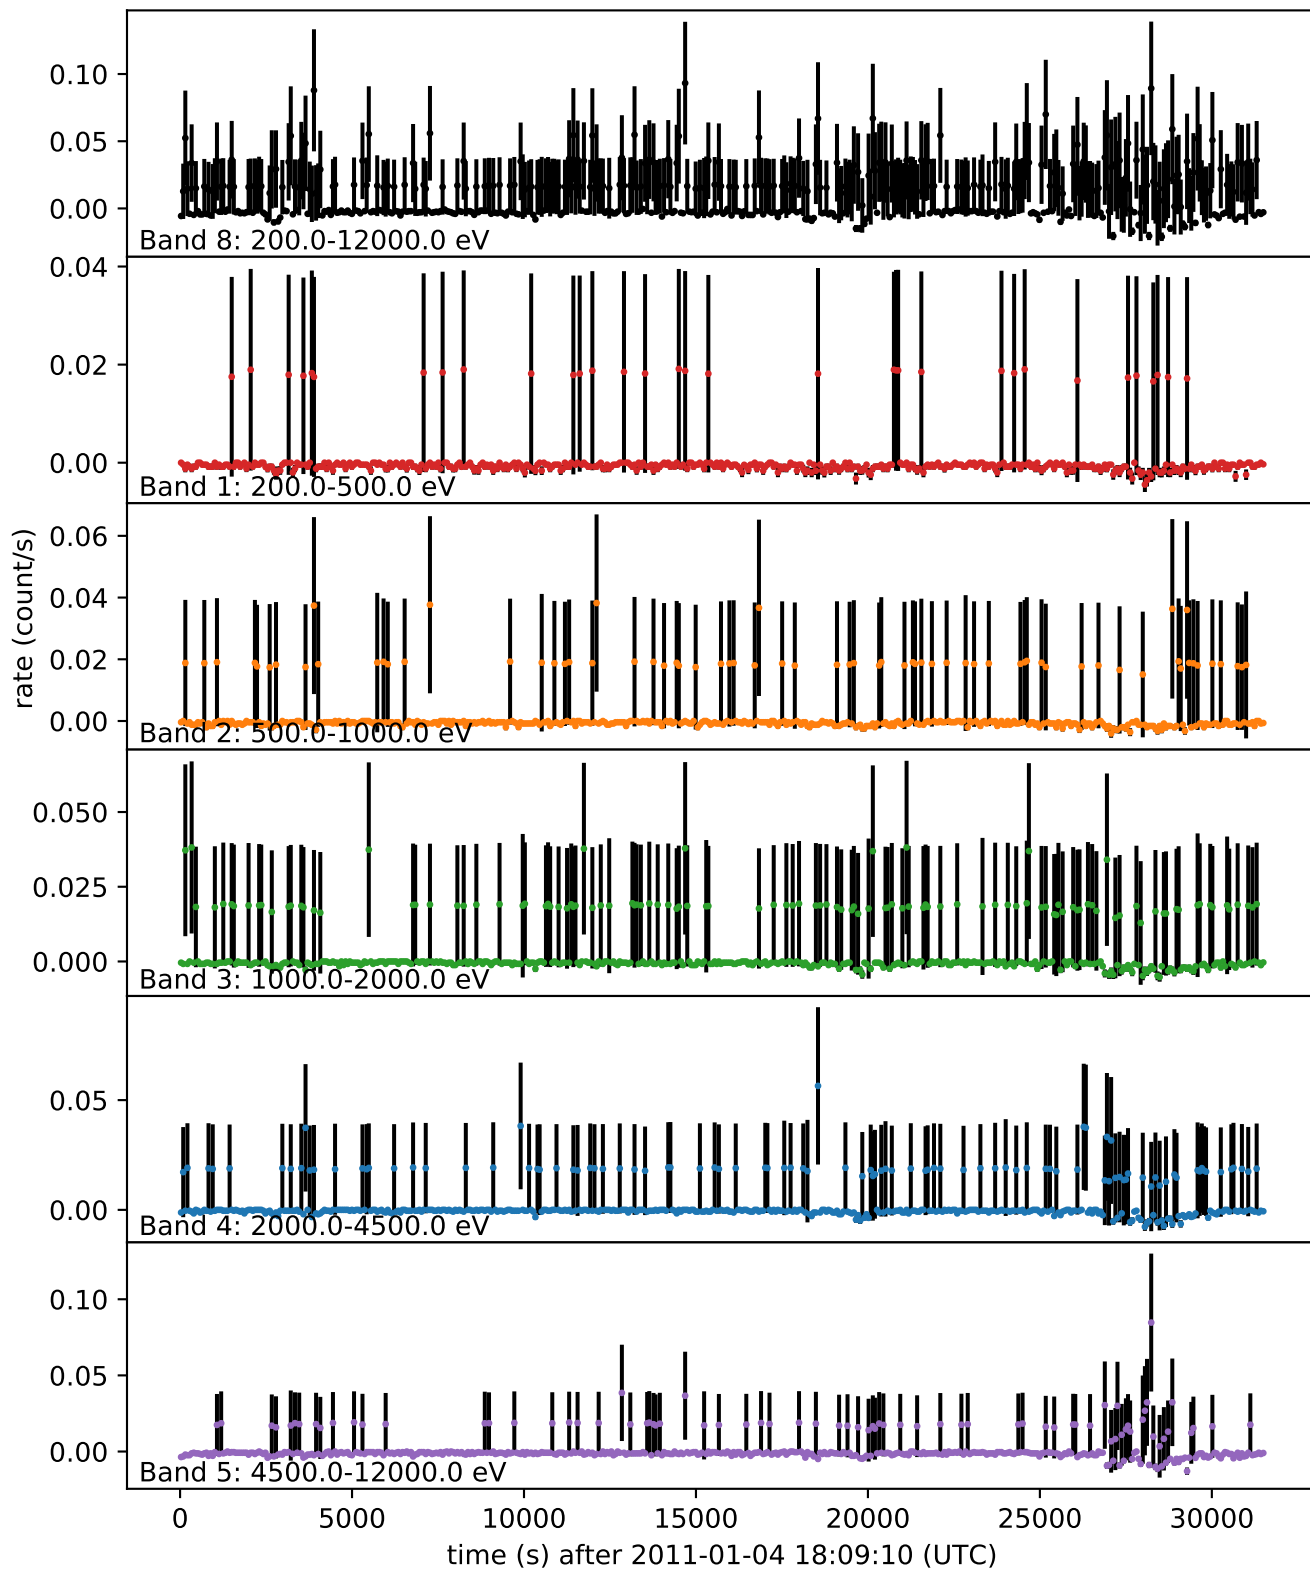 0.10
0.05
0.00
Band 8: 200.0-12000.0 eV
0.04
0.02
0.00
Band 1: 200.0-500.0 eV
rate (count/s)
0.06
0.04
0.02
0.00
Band 2: 500.0-1000.0 eV
0.050
0.025
0.000
Band 3: 1000.0-2000.0 eV
0.05
0.00
Band 4: 2000.0-4500.0 eV
0.10
0.05
0.00
Band 5: 4500.0-12000.0 eV
0 5000 10000 15000 20000 25000 30000
time (s) after 2011-01-04 18:09:10 (UTC)